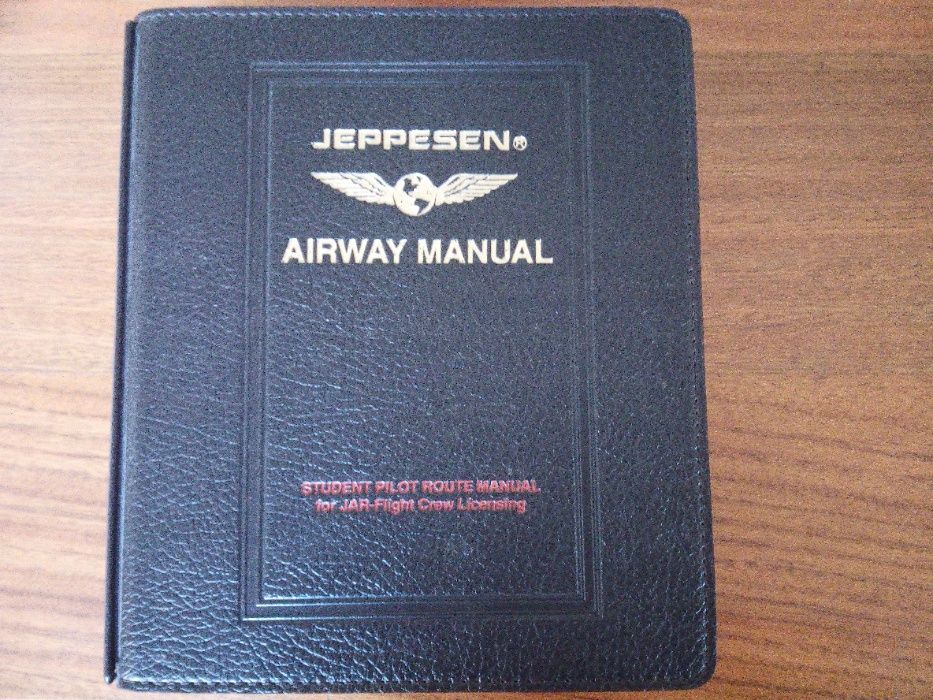 JEPPESEN®
AIRWAY MANUAL
STUDENT PILOT ROUTE MANUAL
for JAR-Flight Crew Licensing